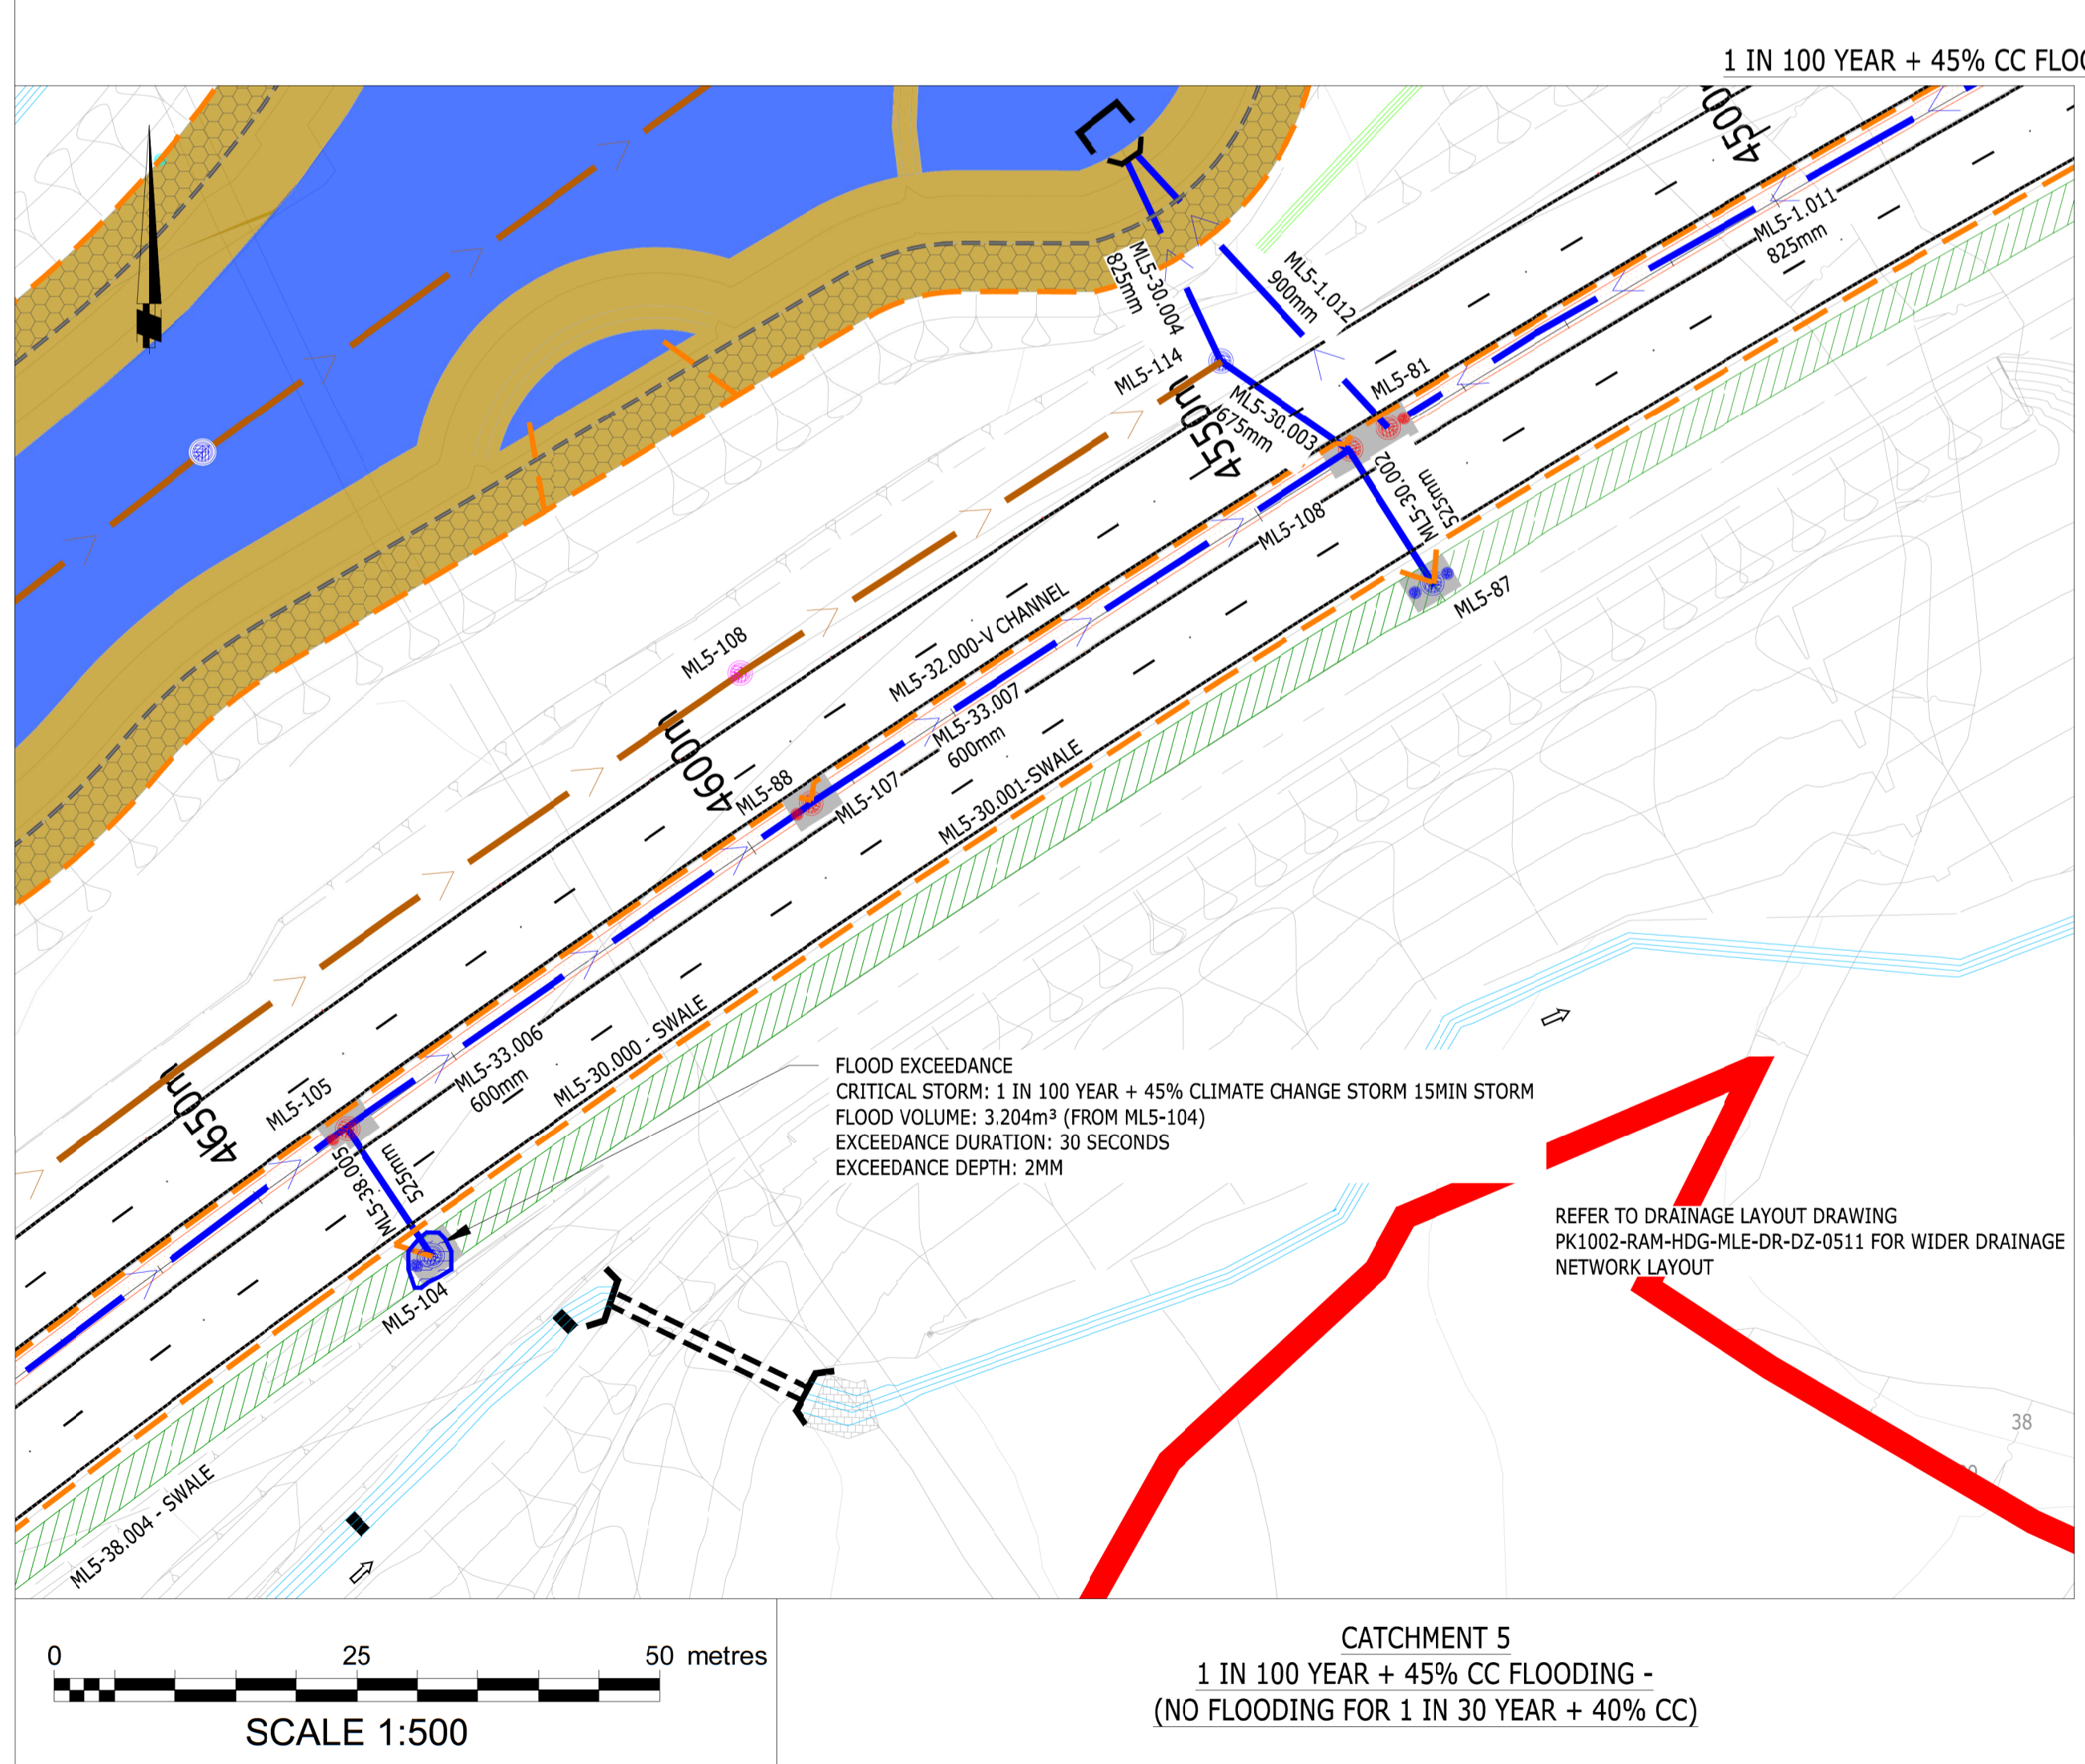 1 IN 100 YEAR + 45% CC FLOO
4500
ML5-1.011
825mm
ML5-1.012
900mm
ML5-30.004
825mm
ML5-114
ML5-81
ML5-30.003
675mm
4550m
ML5-30.002
525mm
ML5-108
ML5-87
ML5-32.000-V CHANNEL
ML5-108
ML5-33.007
600mm
4600m
ML5-88
ML5-107
ML5-30.001-SWALE
ML5-33.006
600mm
ML5-30.000 - SWALE
4650m
ML5-105
ML5-38.005
525mm
ML5-104
FLOOD EXCEEDANCE
CRITICAL STORM: 1 IN 100 YEAR + 45% CLIMATE CHANGE STORM 15MIN STORM
FLOOD VOLUME: 3.204m³ (FROM ML5-104)
EXCEEDANCE DURATION: 30 SECONDS
EXCEEDANCE DEPTH: 2MM
REFER TO DRAINAGE LAYOUT DRAWING
PK1002-RAM-HDG-MLE-DR-DZ-0511 FOR WIDER DRAINAGE
NETWORK LAYOUT
38
ML5-38.004 - SWALE
0 25 50 metres
SCALE 1:500
CATCHMENT 5
1 IN 100 YEAR + 45% CC FLOODING -
(NO FLOODING FOR 1 IN 30 YEAR + 40% CC)